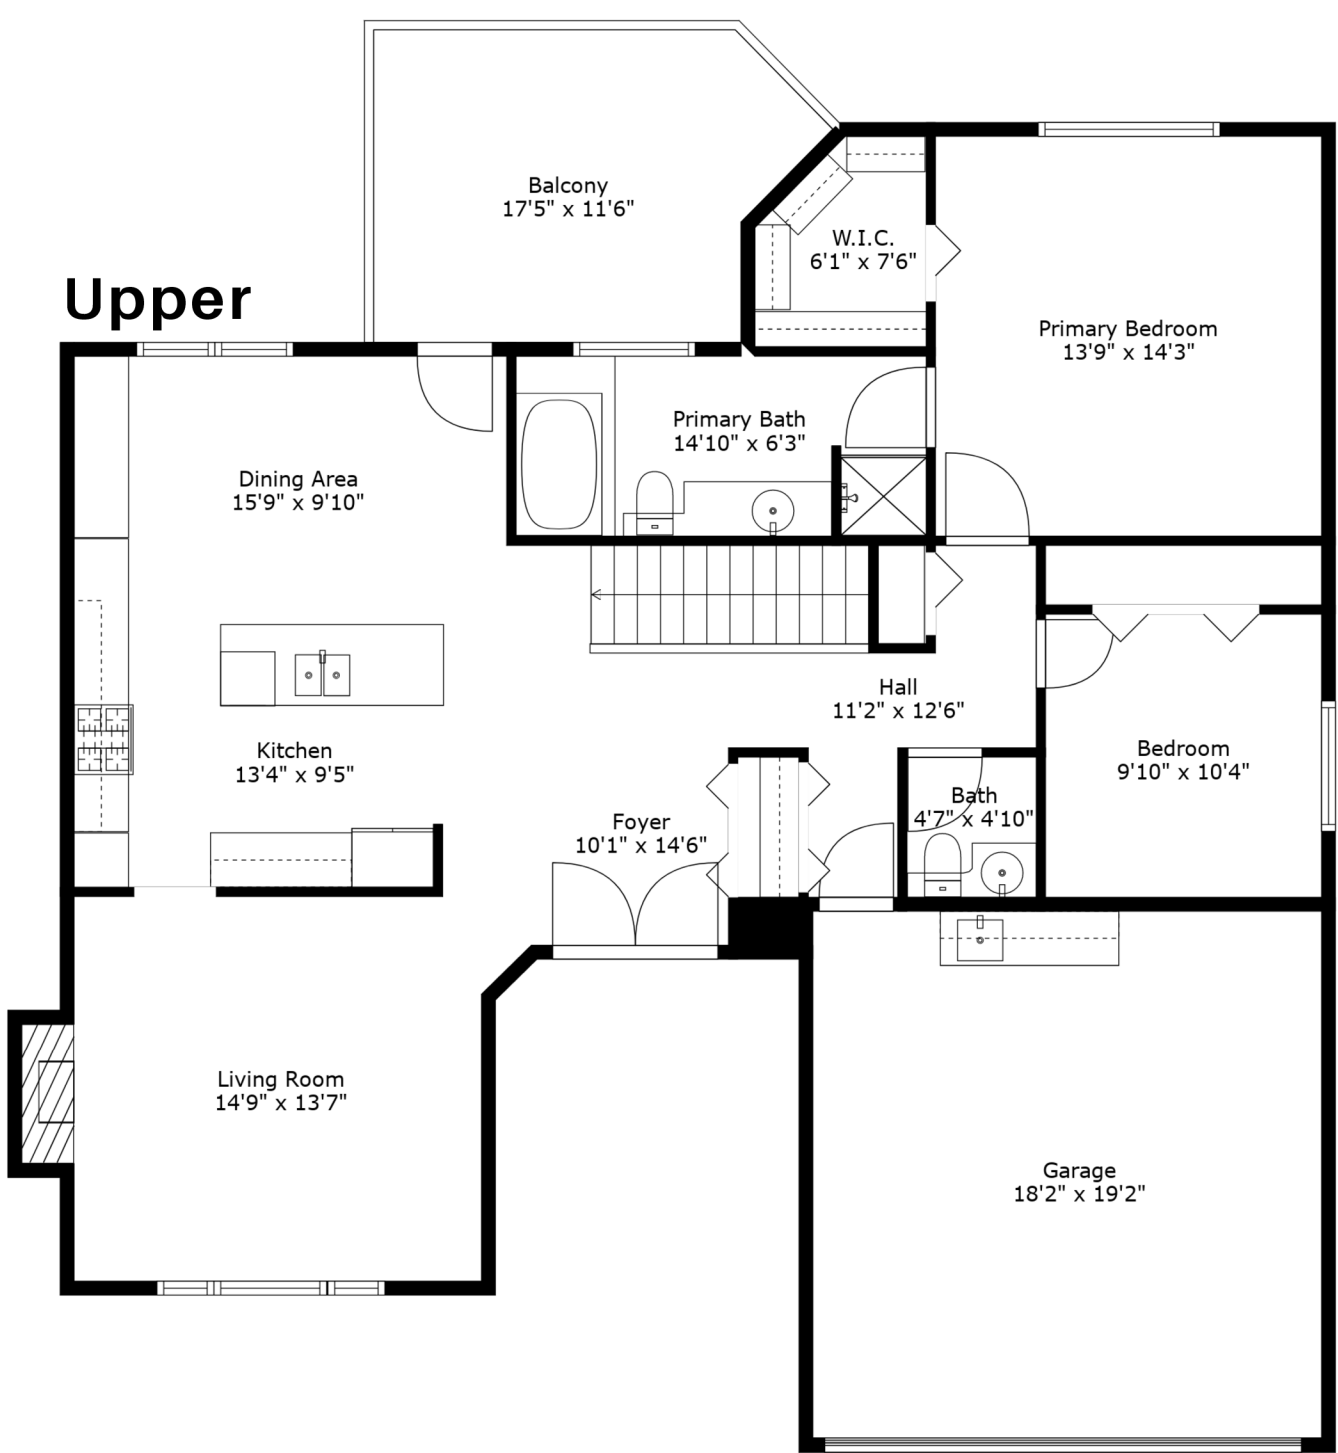 Balcony
17'5" x 11'6"
W.I.C.
6'1" x 7'6"
Upper
Primary Bedroom
13'9" x 14'3"
Primary Bath
14'10" x 6'3"
Dining Area
15'9" x 9'10"
Hall
11'2" x 12'6"
Kitchen
13'4" x 9'5"
Bedroom
9'10" x 10'4"
Bath
4'7" x 4'10"
Foyer
10'1" x 14'6"
Living Room
14'9" x 13'7"
Garage
18'2" x 19'2"